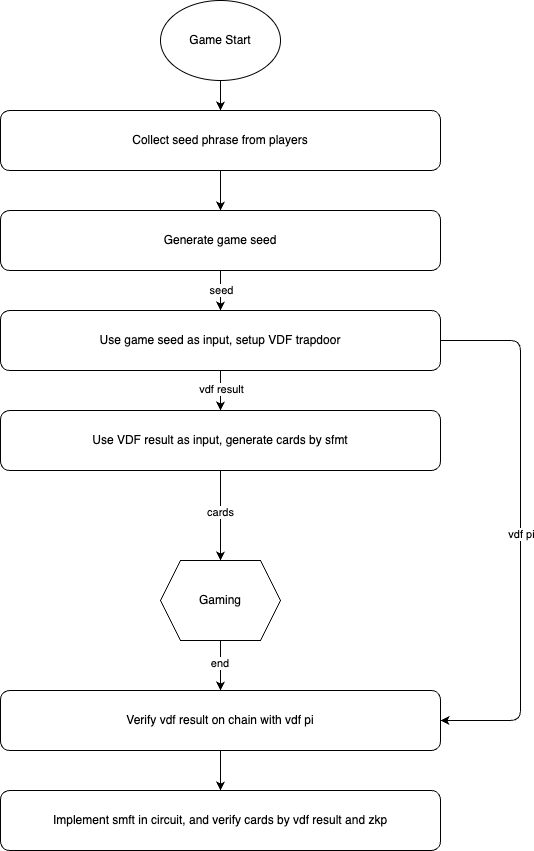 Game Start
Collect seed phrase from players
Generate game seed
seed
Use game seed as input, setup VDF trapdoor
vdf result
Use VDF result as input, generate cards by sfmt
cards
vdf pi
Gaming
end
Verify vdf result on chain with vdf pi
Implement smft in circuit, and verify cards by vdf result and zkp